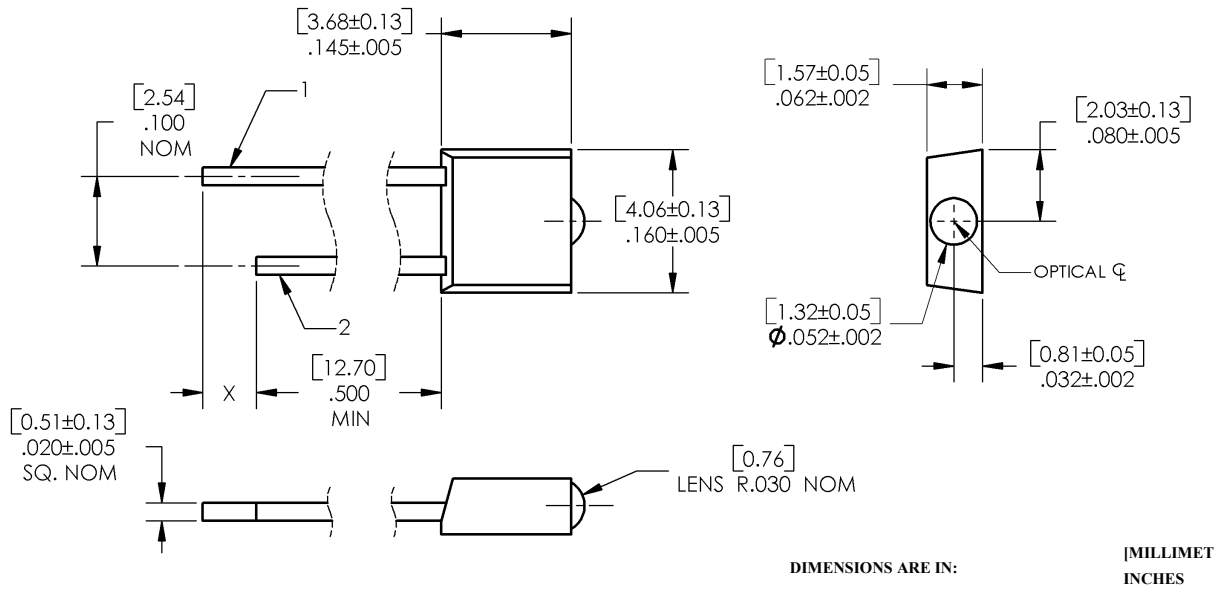 [3.68±0.13]
.145±.005
[2.54]
.100
NOM
1
[4.06±0.13]
.160±.005
2
X
[12.70]
.500
MIN
[1.57±0.05]
.062±.002
[2.03±0.13]
.080±.005
OPTICAL ℄
[1.32±0.05]
Ø.052±.002
[0.81±0.05]
.032±.002
[0.51±0.13]
.020±.005
SQ. NOM
[0.76]
LENS R.030 NOM
DIMENSIONS ARE IN:
[MILLIMET
INCHES